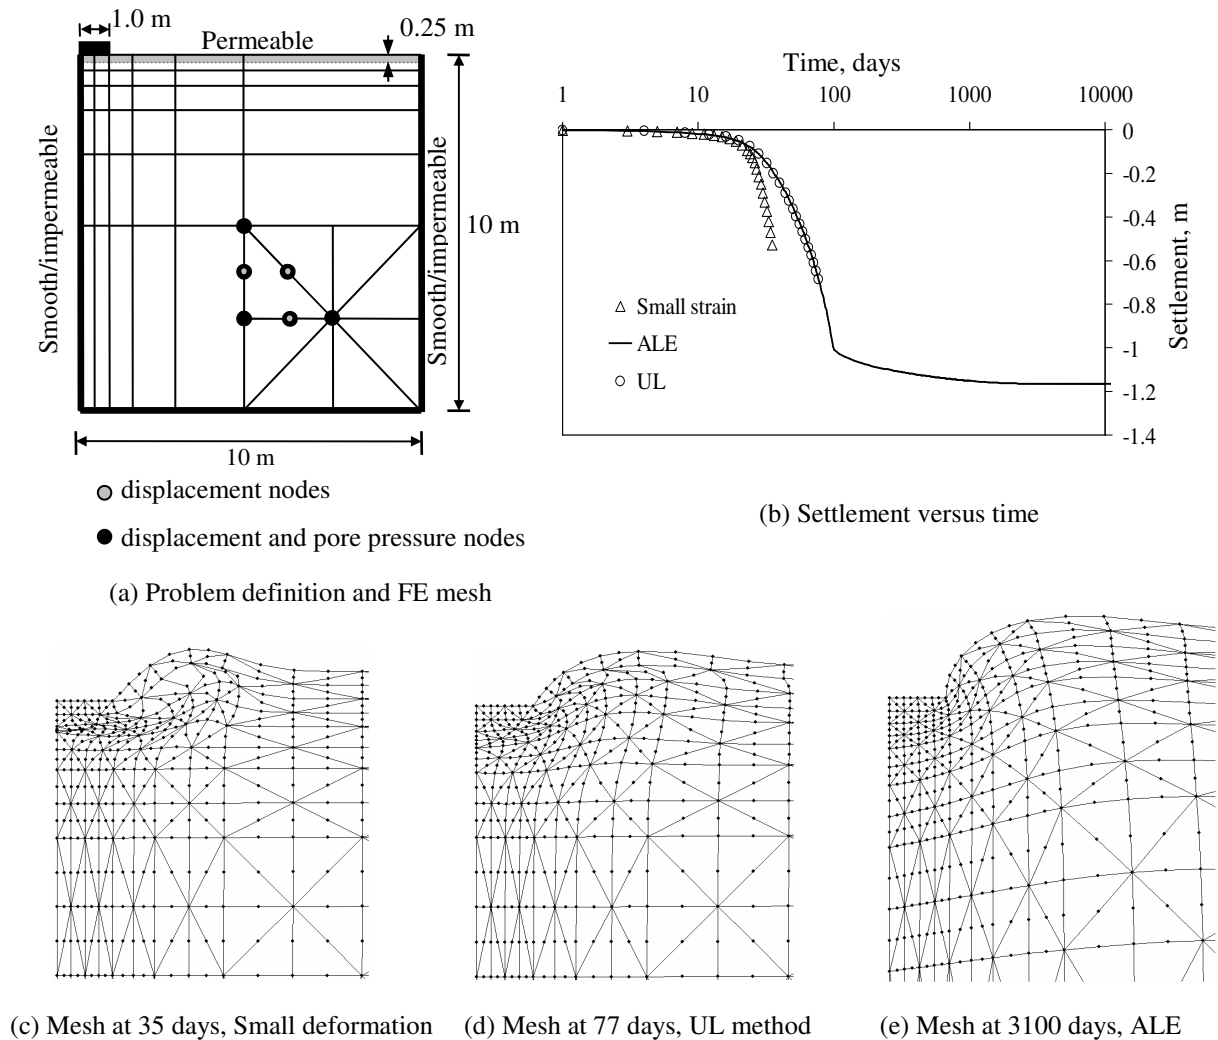 1.0 m
0.25 m
Permeable
Smooth/impermeable
Smooth/impermeable
10 m
10 m
displacement nodes
displacement and pore pressure nodes
(a) Problem definition and FE mesh
Time, days
1 10 100 1000 10000
0
-0.2
-0.4
-0.6
-0.8
-1
-1.2
-1.4
Settlement, m
Small strain
ALE
UL
(b) Settlement versus time
(c) Mesh at 35 days, Small deformation
(d) Mesh at 77 days, UL method
(e) Mesh at 3100 days, ALE